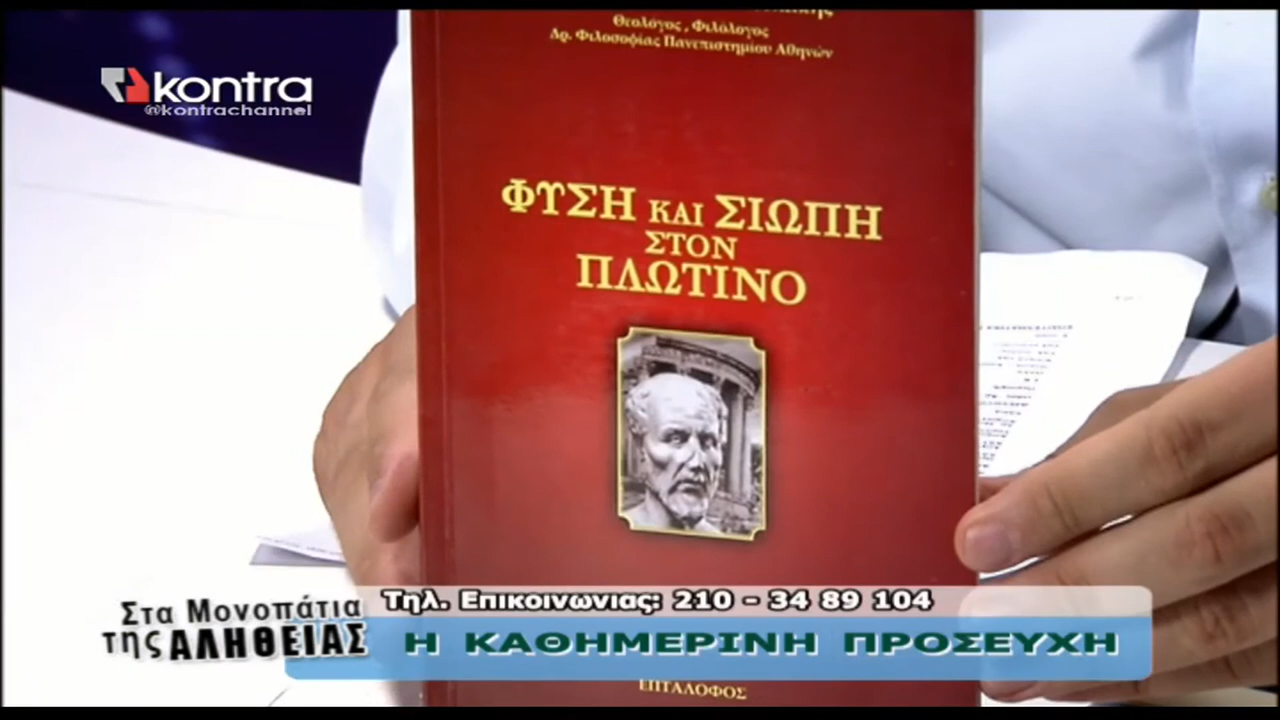 Θεολόγος , Φιλόλογος
Δρ. Φιλοσοφίας Πανεπιστημίου Αθηνών
kontra
@kontrachannel
ΦΥΣΗ ΚΑΙ ΣΙΩΠΗ
ΣΤΟΝ
ΠΛΩΤΙΝΟ
Τηλ. Επικοινωνιας: 210 - 34 89 104
Στα Μονοπάτια
της ΑΛΗΘΕΙΑΣ
Η ΚΑΘΗΜΕΡΙΝΗ ΠΡΟΣΕΥΧΗ
ΕΠΤΑΛΟΦΟΣ